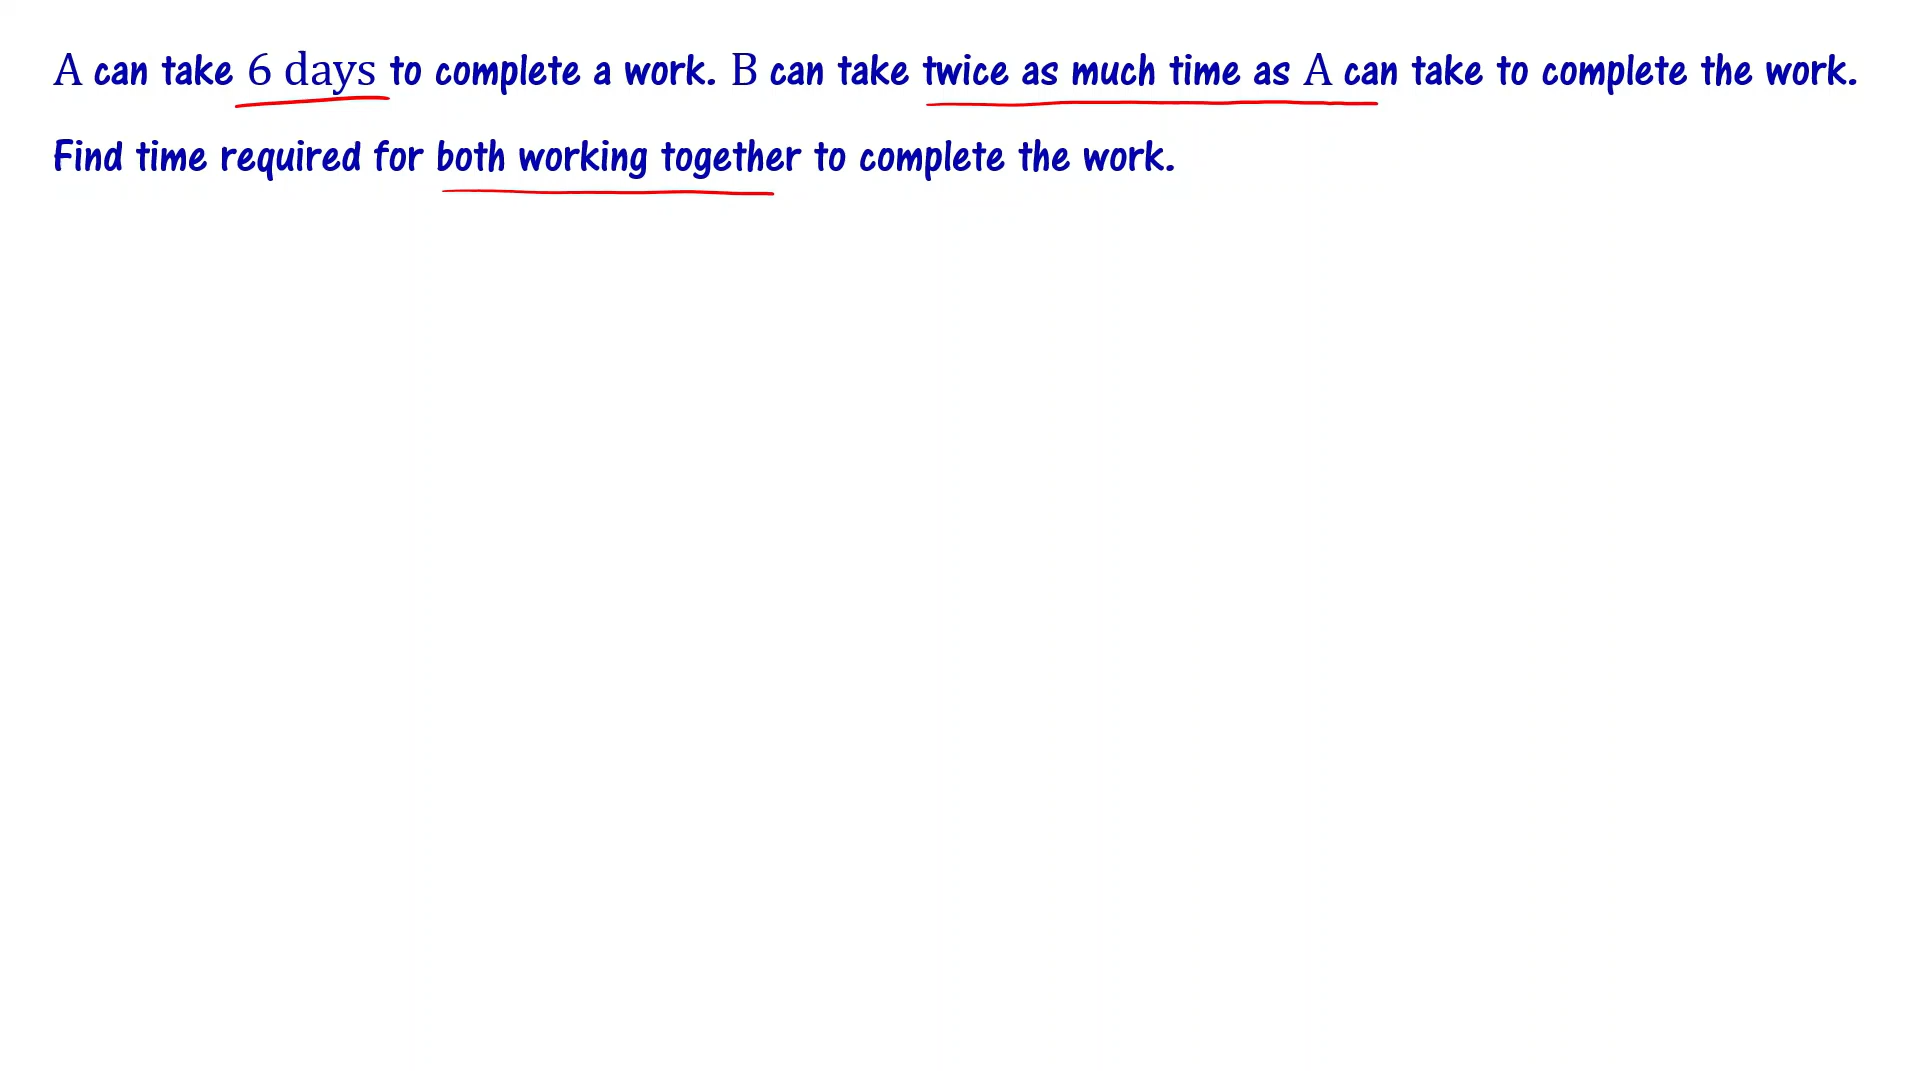 A can take 6 days to complete a work. B can take twice as much time as A can take to complete the work.
Find time required for both working together to complete the work.